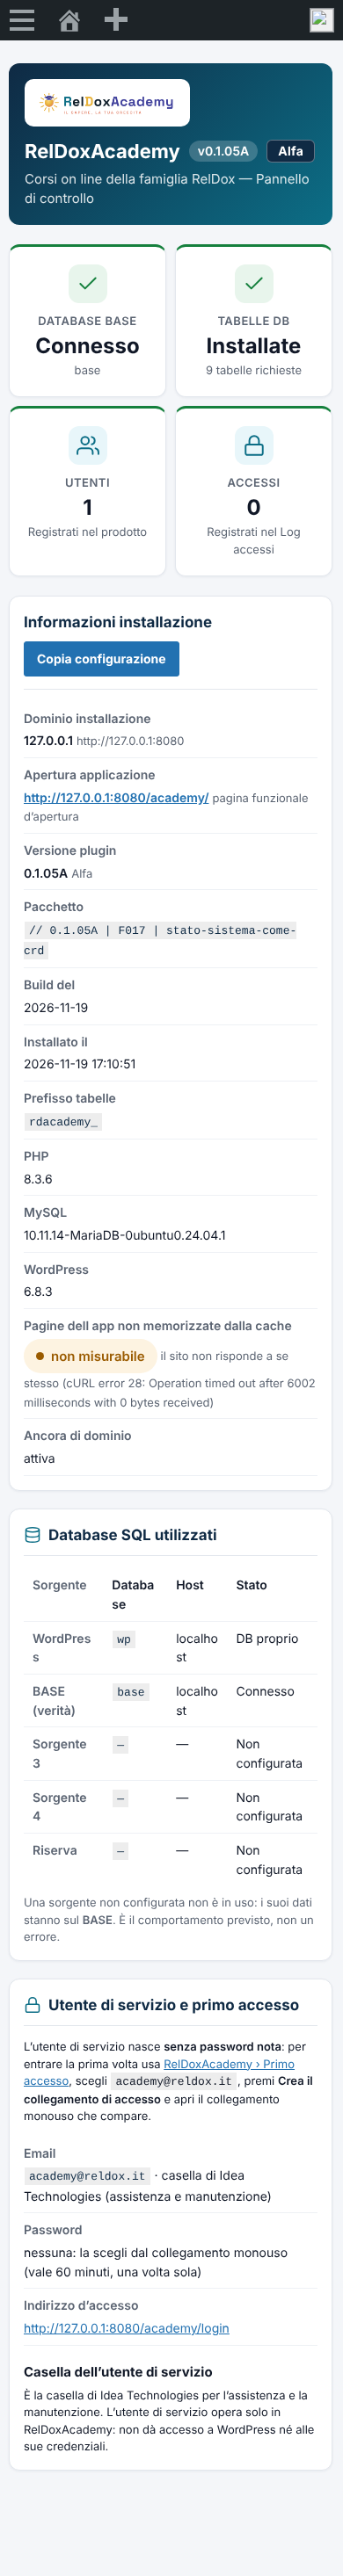 RelDoxAcademy
IL SAPERE, LA TUA CRESCITA
RelDoxAcademy v0.1.05A Alfa
Corsi on line della famiglia RelDox — Pannello
di controllo
DATABASE BASE
Connesso
base
TABELLE DB
Installate
9 tabelle richieste
UTENTI
1
Registrati nel prodotto
ACCESSI
0
Registrati nel Log
accessi
Informazioni installazione
Copia configurazione
Dominio installazione
127.0.0.1 http://127.0.0.1:8080
Apertura applicazione
http://127.0.0.1:8080/academy/ pagina funzionale
d’apertura
Versione plugin
0.1.05A Alfa
Pacchetto
// 0.1.05A | F017 | stato-sistema-come-
crd
Build del
2026-11-19
Installato il
2026-11-19 17:10:51
Prefisso tabelle
rdacademy_
PHP
8.3.6
MySQL
10.11.14-MariaDB-0ubuntu0.24.04.1
WordPress
6.8.3
Pagine dell app non memorizzate dalla cache
non misurabile il sito non risponde a se
stesso (cURL error 28: Operation timed out after 6002
milliseconds with 0 bytes received)
Ancora di dominio
attiva
Database SQL utilizzati
Sorgente Databa Host Stato
se
WordPres wp localho DB proprio
s st
BASE base localho Connesso
(verità) st
Sorgente — — Non
3 configurata
Sorgente — — Non
4 configurata
Riserva — — Non
configurata
Una sorgente non configurata non è in uso: i suoi dati
stanno sul BASE. È il comportamento previsto, non un
errore.
Utente di servizio e primo accesso
L’utente di servizio nasce senza password nota: per
entrare la prima volta usa RelDoxAcademy › Primo
accesso, scegli academy@reldox.it, premi Crea il
collegamento di accesso e apri il collegamento
monouso che compare.
Email
academy@reldox.it · casella di Idea
Technologies (assistenza e manutenzione)
Password
nessuna: la scegli dal collegamento monouso
(vale 60 minuti, una volta sola)
Indirizzo d’accesso
http://127.0.0.1:8080/academy/login
Casella dell’utente di servizio
È la casella di Idea Technologies per l’assistenza e la
manutenzione. L’utente di servizio opera solo in
RelDoxAcademy: non dà accesso a WordPress né alle
sue credenziali.